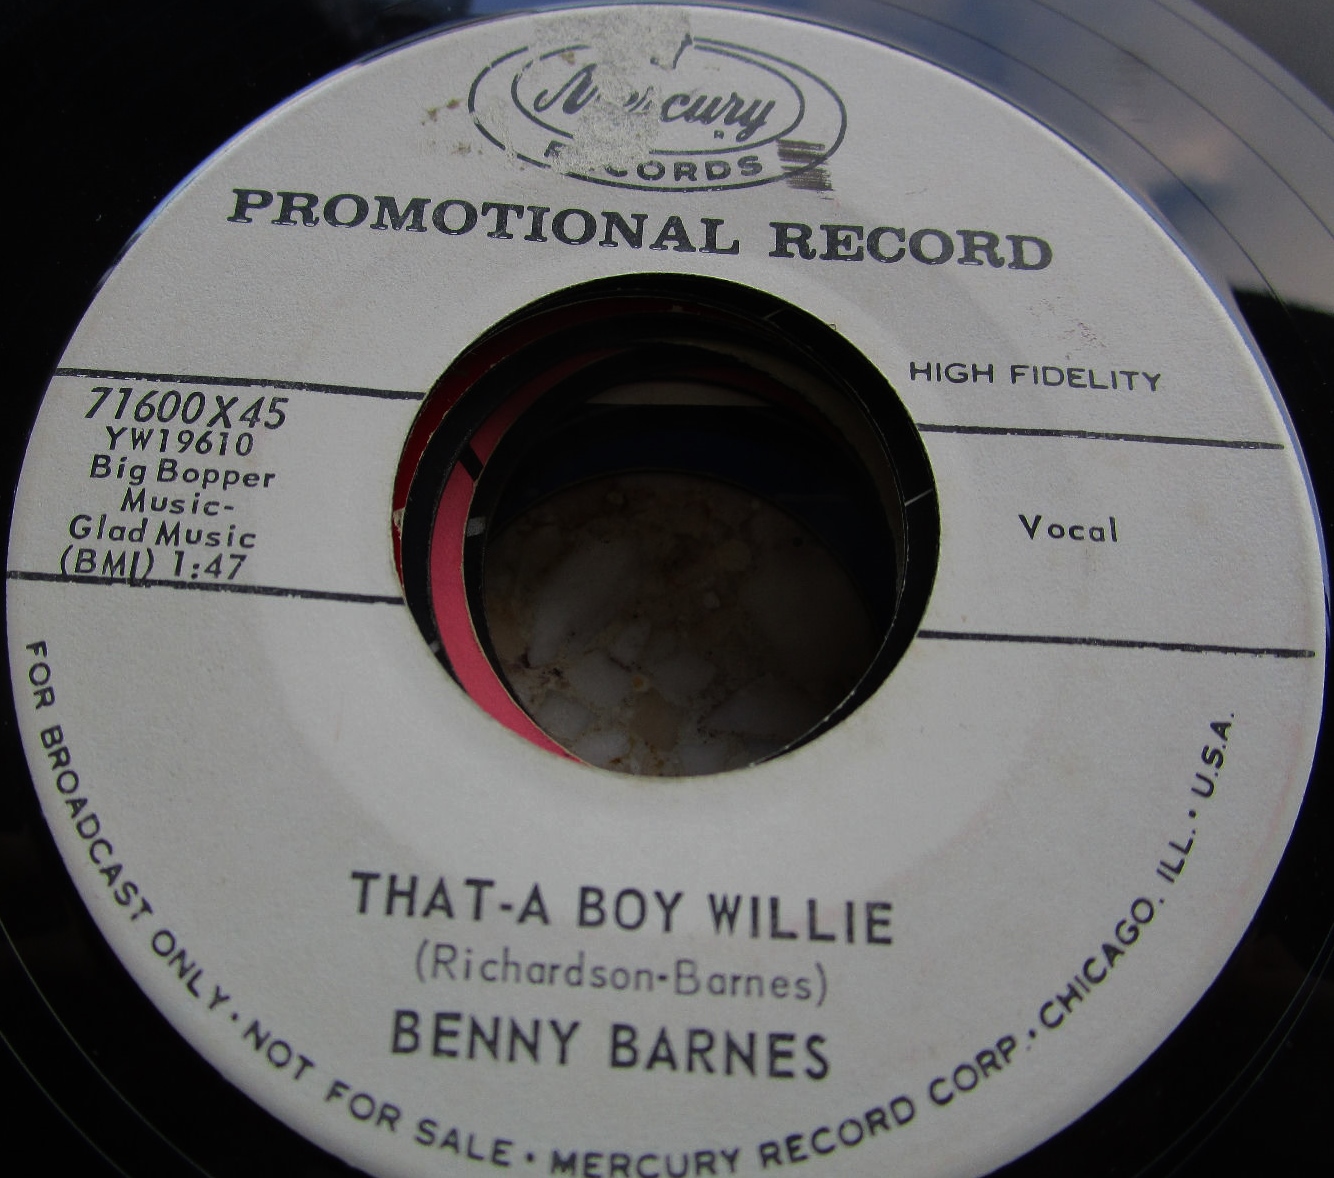 Mercury
RECORDS
PROMOTIONAL RECORD
HIGH FIDELITY
71600X45
YW19610
Big Bopper
Music-
Glad Music
(BMI) 1:47
Vocal
THAT-A BOY WILLIE
(Richardson-Barnes)
BENNY BARNES
FOR BROADCAST ONLY • NOT FOR SALE • MERCURY RECORD CORP. • CHICAGO. ILL. • U.S.A.